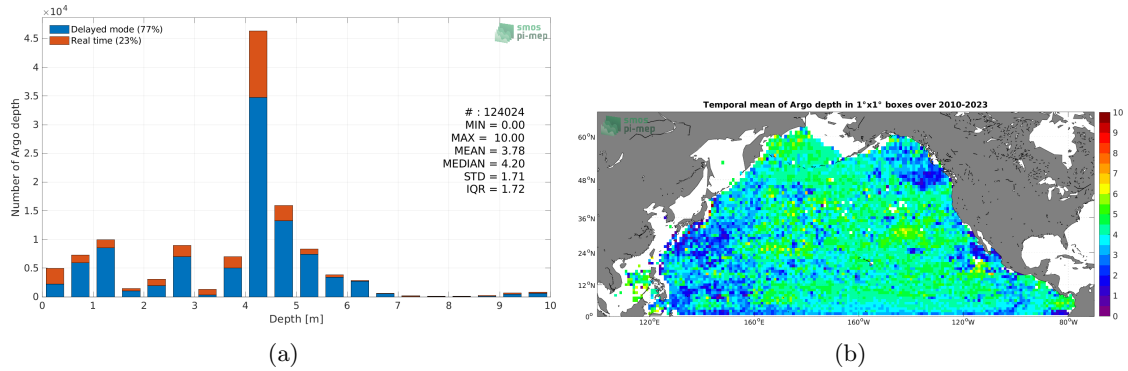 ×10^4
Delayed mode (77%)
Real time (23%)
smos
pi-mep
4.5
4
3.5
3
2.5
2
1.5
1
0.5
0
Number of Argo depth
# : 124024
MIN = 0.00
MAX = 10.00
MEAN = 3.78
MEDIAN = 4.20
STD = 1.71
IQR = 1.72
0 1 2 3 4 5 6 7 8 9 10
Depth [m]
(a)
Temporal mean of Argo depth in 1°x1° boxes over 2010-2023
smos
pi-mep
60°N
48°N
36°N
24°N
12°N
0°
120°E 160°E 160°W 120°W 80°W
10
9
8
7
6
5
4
3
2
1
0
(b)